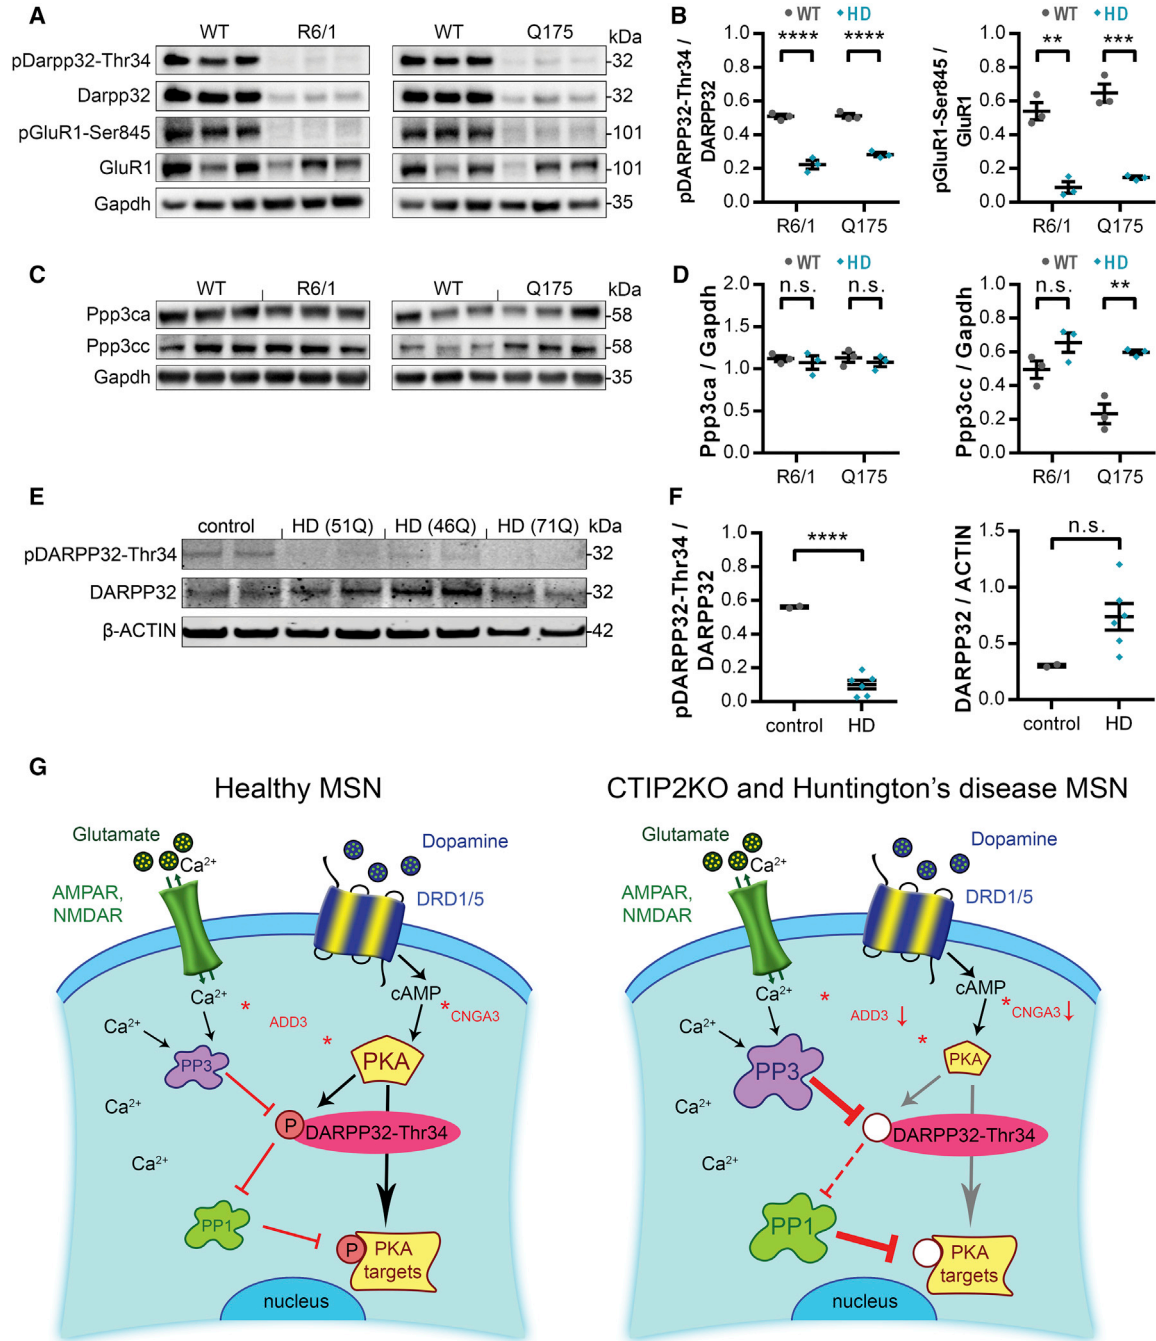 A
WT R6/1 WT Q175 kDa
pDarpp32-Thr34 -32
Darpp32 -32
pGluR1-Ser845 -101
GluR1 -101
Gapdh -35
B
WT HD
**** ****
pDARPP32-Thr34 /
DARPP32
1.0
0.8
0.6
0.4
0.2
0.0
R6/1 Q175
WT HD
** ***
pGluR1-Ser845 /
GluR1
1.0
0.8
0.6
0.4
0.2
0.0
R6/1 Q175
C
WT R6/1 WT Q175 kDa
Ppp3ca -58
Ppp3cc -58
Gapdh -35
D
WT HD
n.s. n.s.
Ppp3ca / Gapdh
2.0
1.5
1.0
0.5
0.0
R6/1 Q175
WT HD
n.s. **
Ppp3cc / Gapdh
1.0
0.8
0.6
0.4
0.2
0.0
R6/1 Q175
E
control HD (51Q) HD (46Q) HD (71Q) kDa
pDARPP32-Thr34 -32
DARPP32 -32
β-ACTIN -42
F
****
pDARPP32-Thr34 /
DARPP32
1.0
0.8
0.6
0.4
0.2
0.0
control HD
n.s.
DARPP32 / ACTIN
1.5
1.0
0.5
0.0
control HD
G
Healthy MSN
Glutamate
Ca2+
Dopamine
AMPAR,
NMDAR
DRD1/5
Ca2+
cAMP
* ADD3 *
* CNGA3
Ca2+
PP3
PKA
Ca2+
P
DARPP32-Thr34
Ca2+
PP1
P
PKA
targets
nucleus
CTIP2KO and Huntington's disease MSN
Glutamate
Ca2+
Dopamine
AMPAR,
NMDAR
DRD1/5
Ca2+
cAMP
* ADD3 ↓ *
* CNGA3 ↓
Ca2+
PP3
PKA
Ca2+
DARPP32-Thr34
Ca2+
PP1
PKA
targets
nucleus